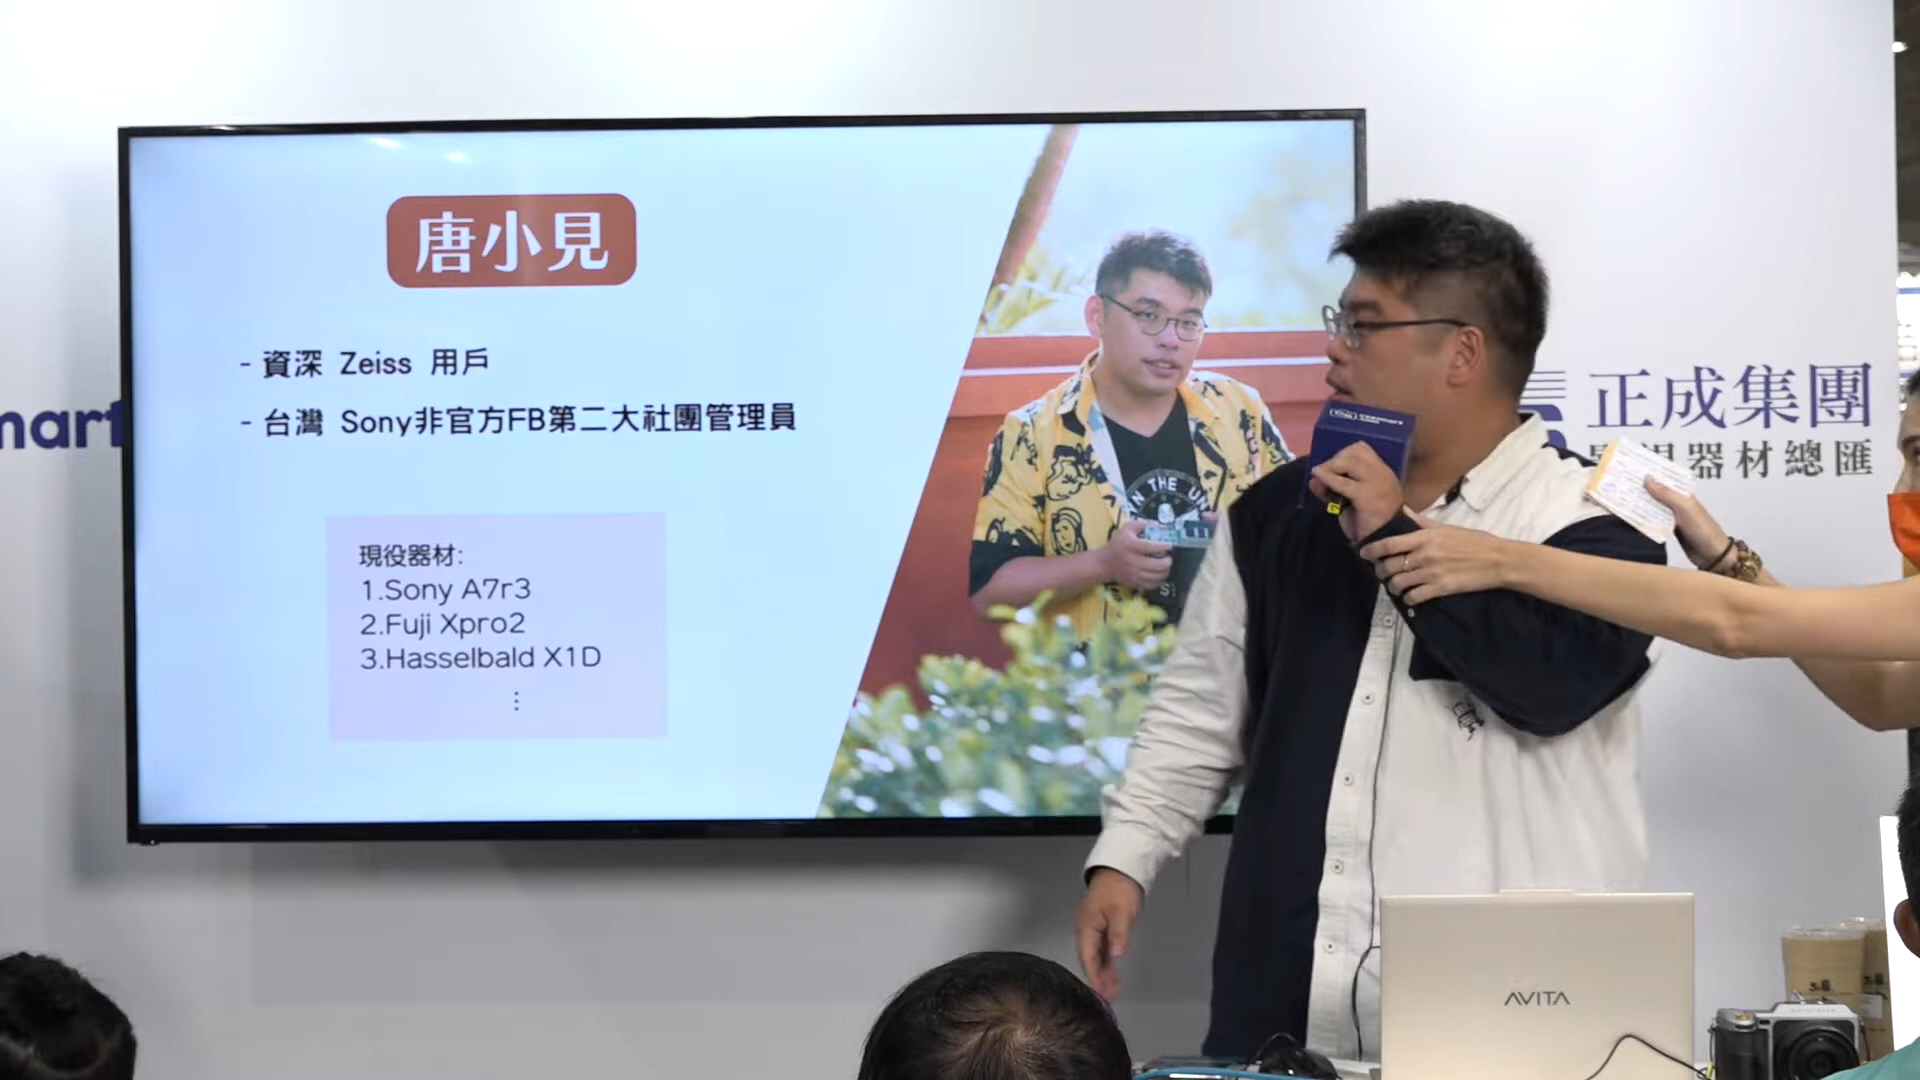 唐小見
- 資深 Zeiss 用戶
- 台灣 Sony非官方FB第二大社團管理員
現役器材:
1.Sony A7r3
2.Fuji Xpro2
3.Hasselbald X1D
⋮
THE UN
正成集團
器材總匯
AVITA